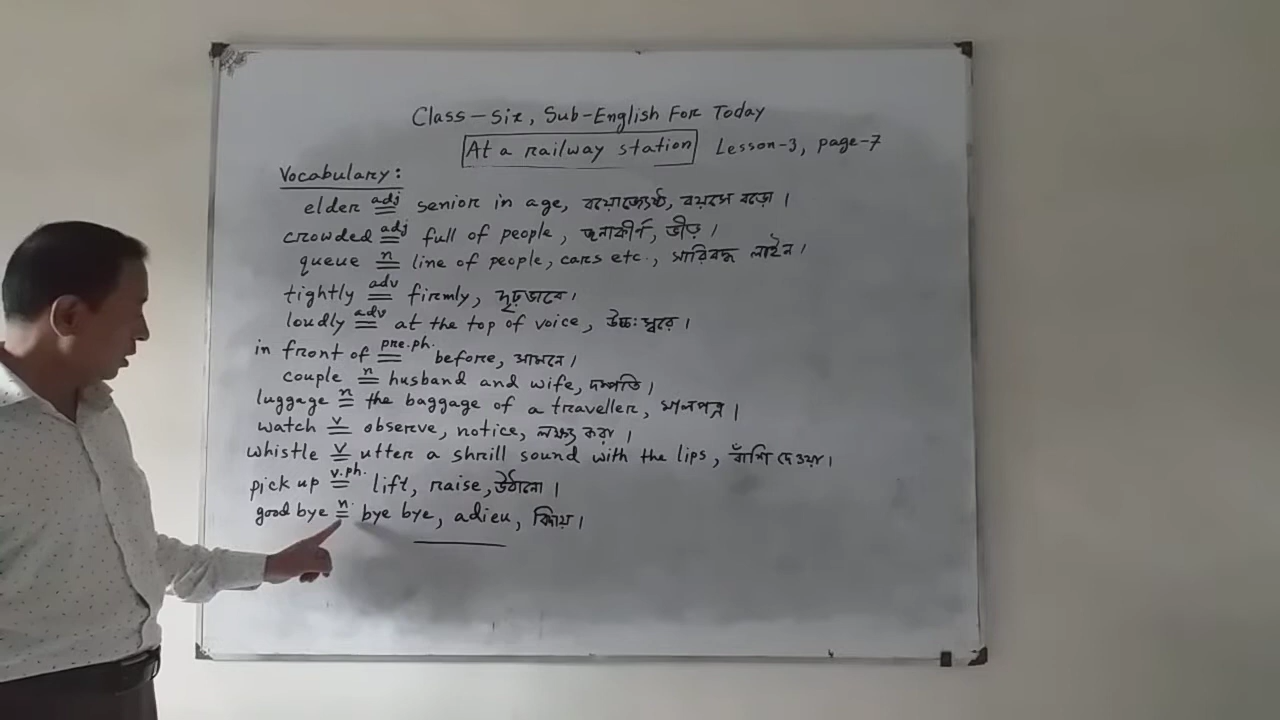 Class-Six, Sub-English For Today
At a railway station Lesson-3, page-7
Vocabulary:
elder adj = senior in age, বয়োজ্যেষ্ঠ, বয়সে বড়ো।
crowded adj = full of people, জনাকীর্ণ, ভীড়।
queue n = line of people, cars etc., সারিবদ্ধ লাইন।
tightly adv = firmly, দৃঢ়ভাবে।
loudly adv = at the top of voice, উচ্চঃস্বরে।
in front of pre.ph. = before, সামনে।
couple n = husband and wife, দম্পতি।
luggage n = the baggage of a traveller, মালপত্র।
watch v = observe, notice, লক্ষ্য করা।
whistle v = utter a shrill sound with the lips, বাঁশি দেওয়া।
pick up v.ph. = lift, raise, উঠানো।
good bye n. = bye bye, adieu, বিদায়।